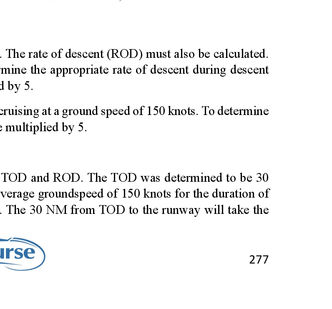 . The rate of descent (ROD) must also be calculated.
rmine the appropriate rate of descent during descent
d by 5.
cruising at a ground speed of 150 knots. To determine
e multiplied by 5.
TOD and ROD. The TOD was determined to be 30
verage groundspeed of 150 knots for the duration of
. The 30 NM from TOD to the runway will take the
urse
277